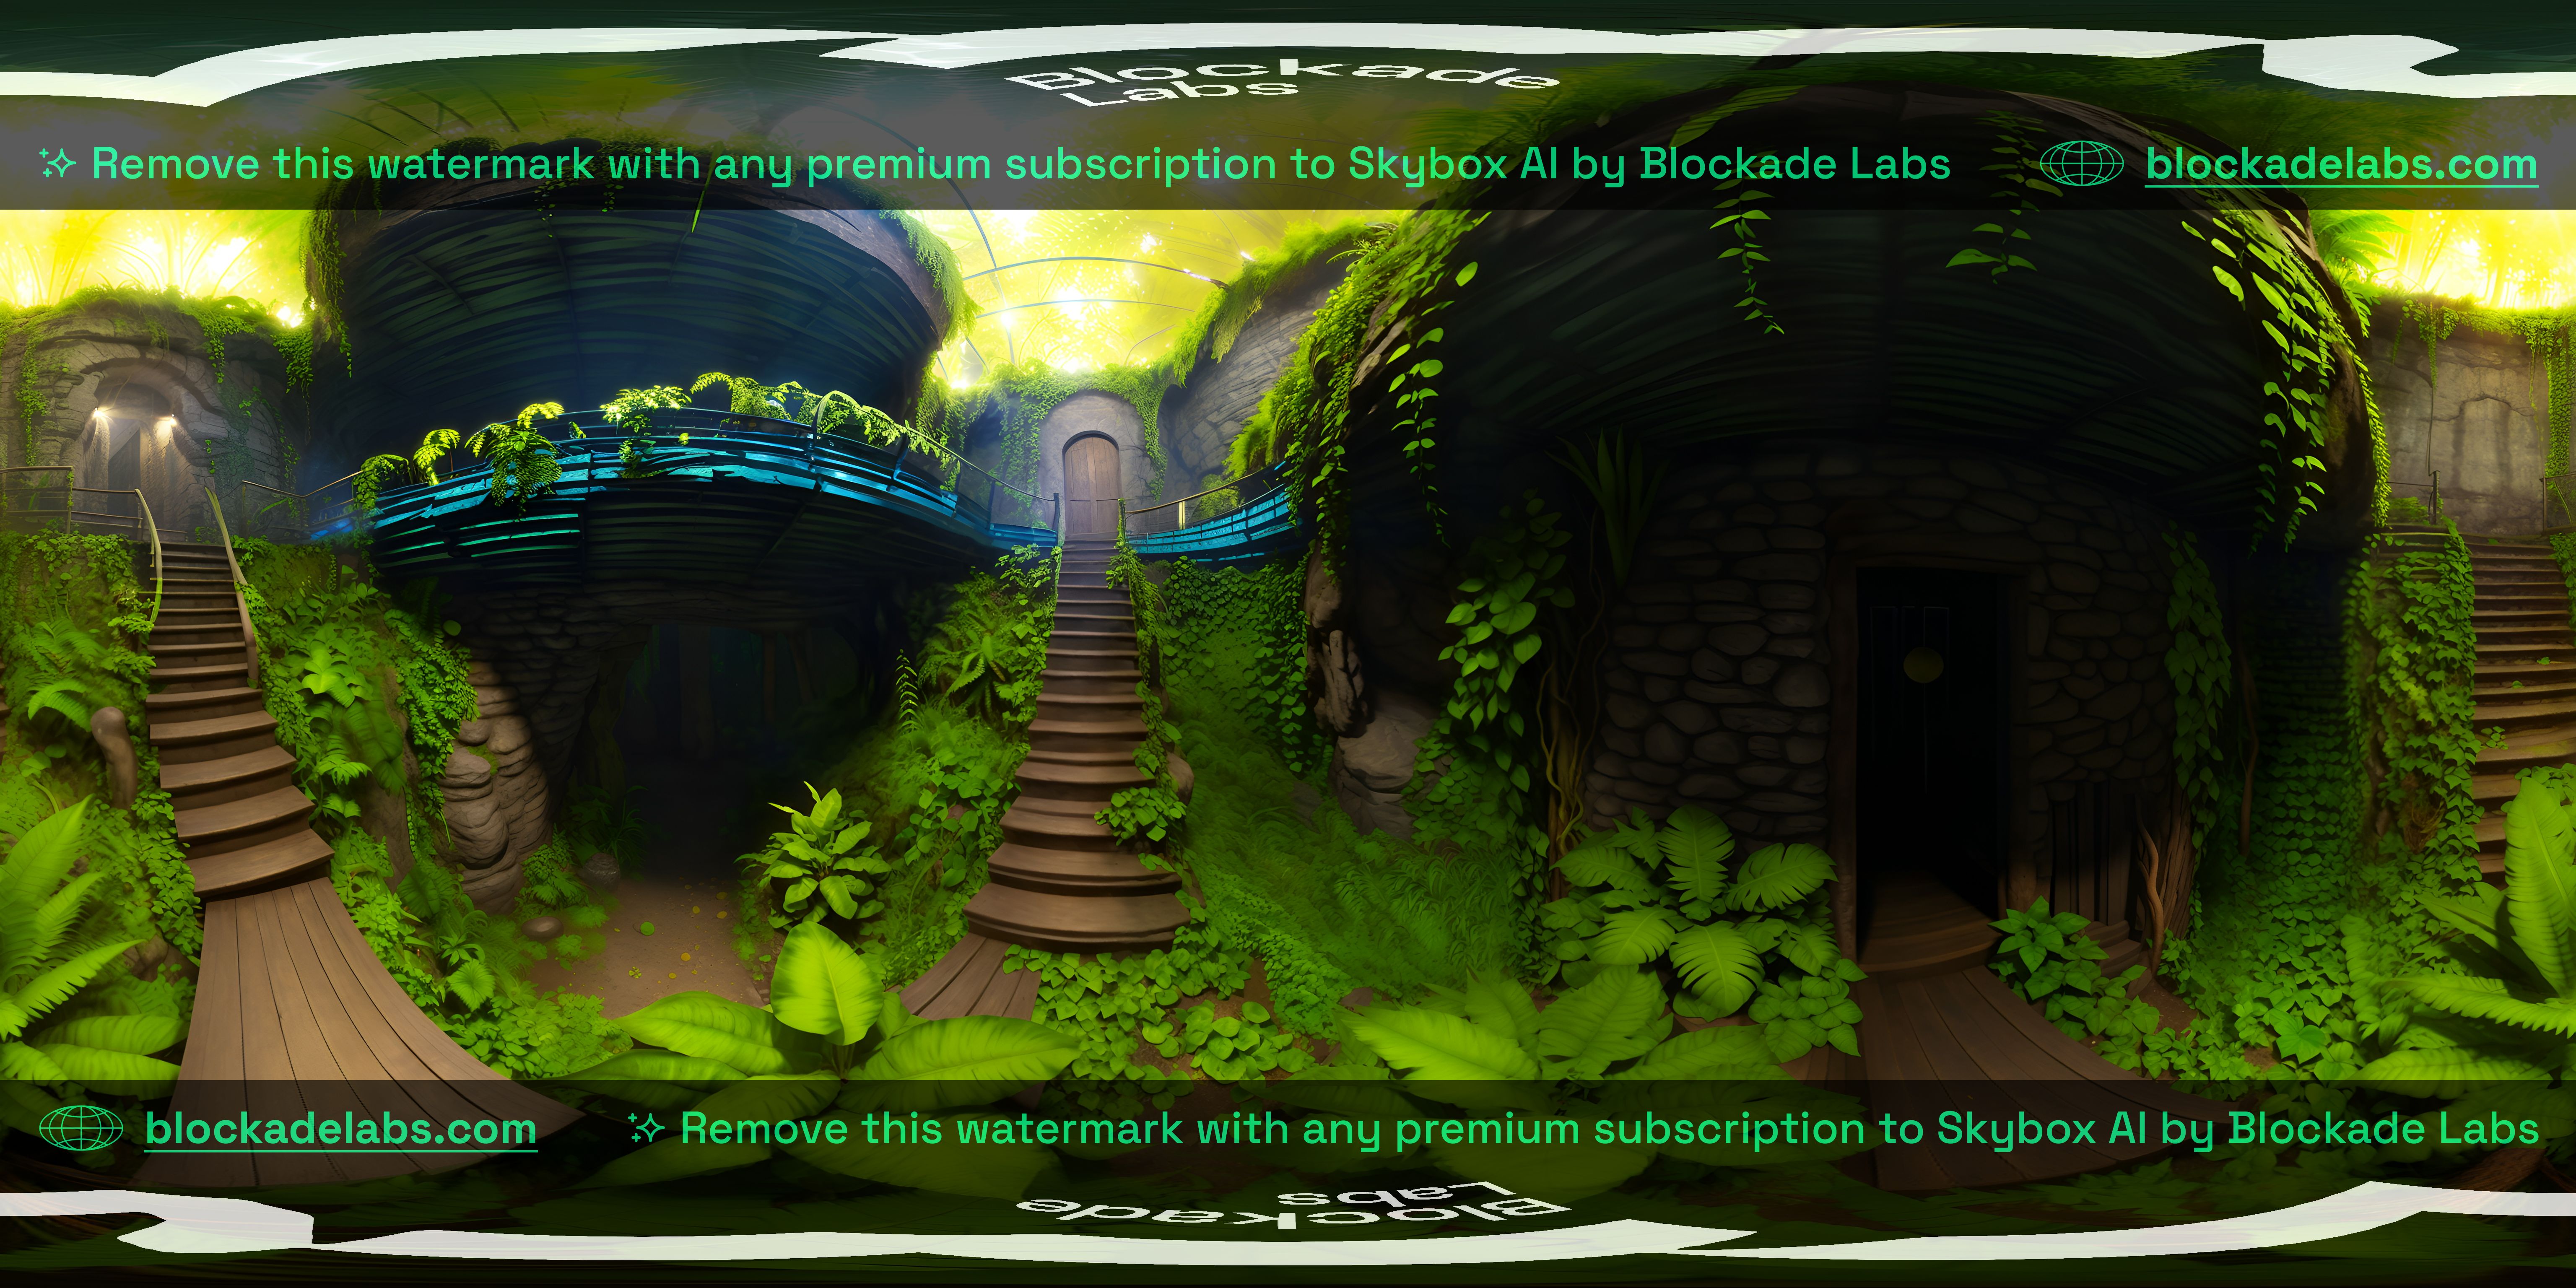 Blockade
Labs
Remove this watermark with any premium subscription to Skybox AI by Blockade Labs
blockadelabs.com
blockadelabs.com
Remove this watermark with any premium subscription to Skybox AI by Blockade Labs
Labs
Blockade